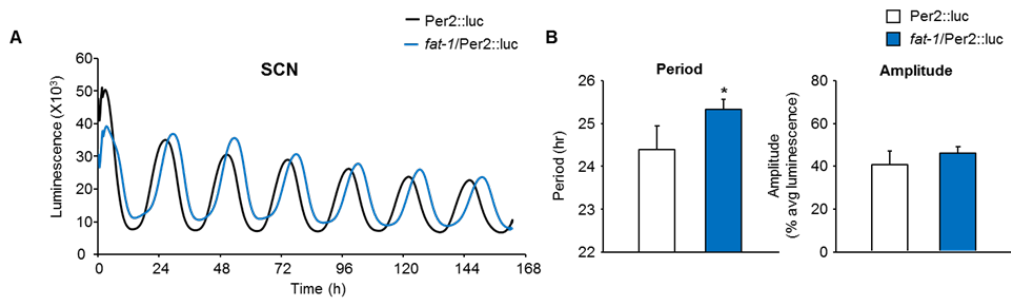 A
Per2::luc
fat-1/Per2::luc
SCN
Luminescence (X10³)
60
50
40
30
20
10
0
0 24 48 72 96 120 144 168
Time (h)
B
Per2::luc
fat-1/Per2::luc
Period
Period (hr)
26
25
24
23
22
*
Amplitude
Amplitude
(% avg luminescence)
80
60
40
20
0